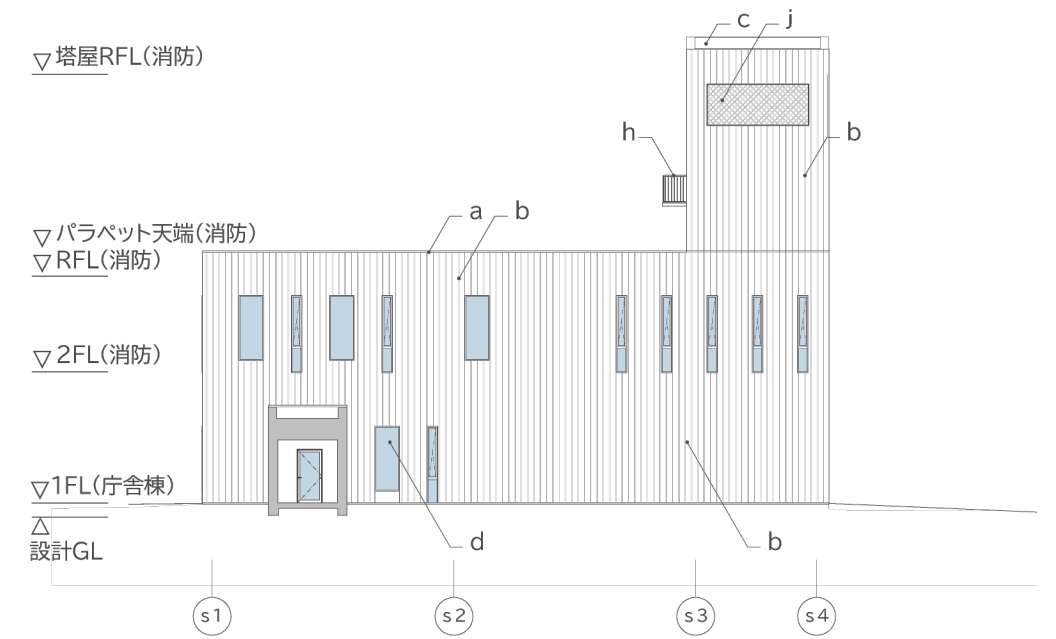 c j
▽塔屋RFL(消防)
h b
a b
▽パラペット天端(消防)
▽RFL(消防)
▽2FL(消防)
▽1FL(庁舎棟)
△
設計GL
d b
s1 s2 s3 s4